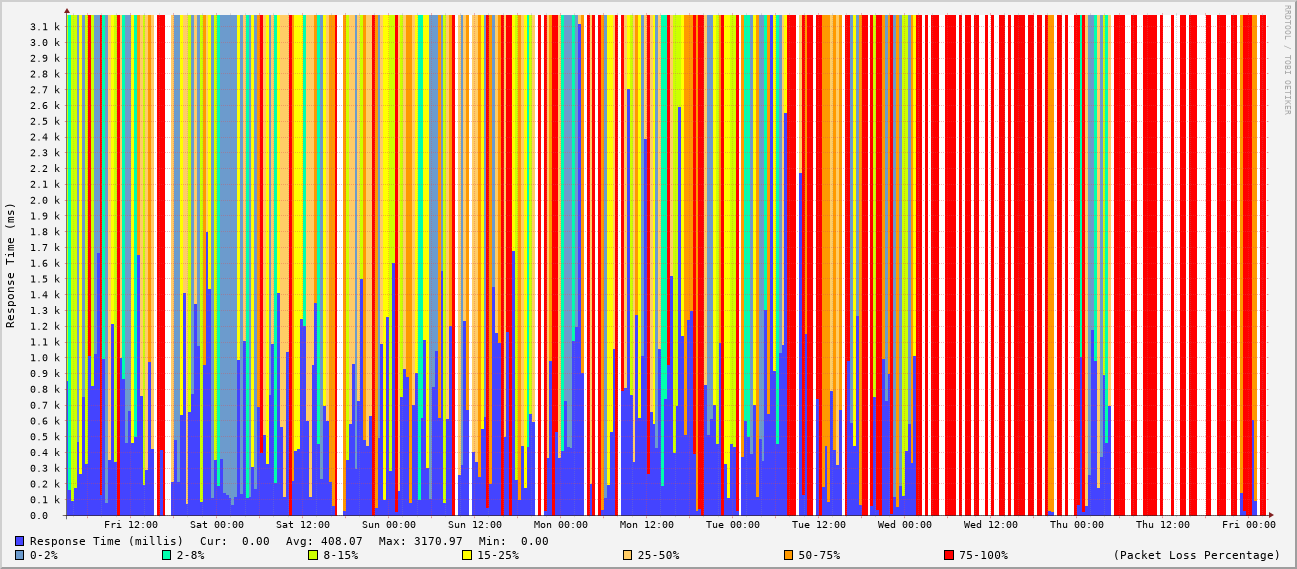 RRDTOOL / TOBI OETIKER
Response Time (ms)
3.1 k
3.0 k
2.9 k
2.8 k
2.7 k
2.6 k
2.5 k
2.4 k
2.3 k
2.2 k
2.1 k
2.0 k
1.9 k
1.8 k
1.7 k
1.6 k
1.5 k
1.4 k
1.3 k
1.2 k
1.1 k
1.0 k
0.9 k
0.8 k
0.7 k
0.6 k
0.5 k
0.4 k
0.3 k
0.2 k
0.1 k
0.0
Fri 12:00 Sat 00:00 Sat 12:00 Sun 00:00 Sun 12:00 Mon 00:00 Mon 12:00 Tue 00:00 Tue 12:00 Wed 00:00 Wed 12:00 Thu 00:00 Thu 12:00 Fri 00:00
Response Time (millis) Cur: 0.00 Avg: 408.07 Max: 3170.97 Min: 0.00
0-2% 2-8% 8-15% 15-25% 25-50% 50-75% 75-100% (Packet Loss Percentage)